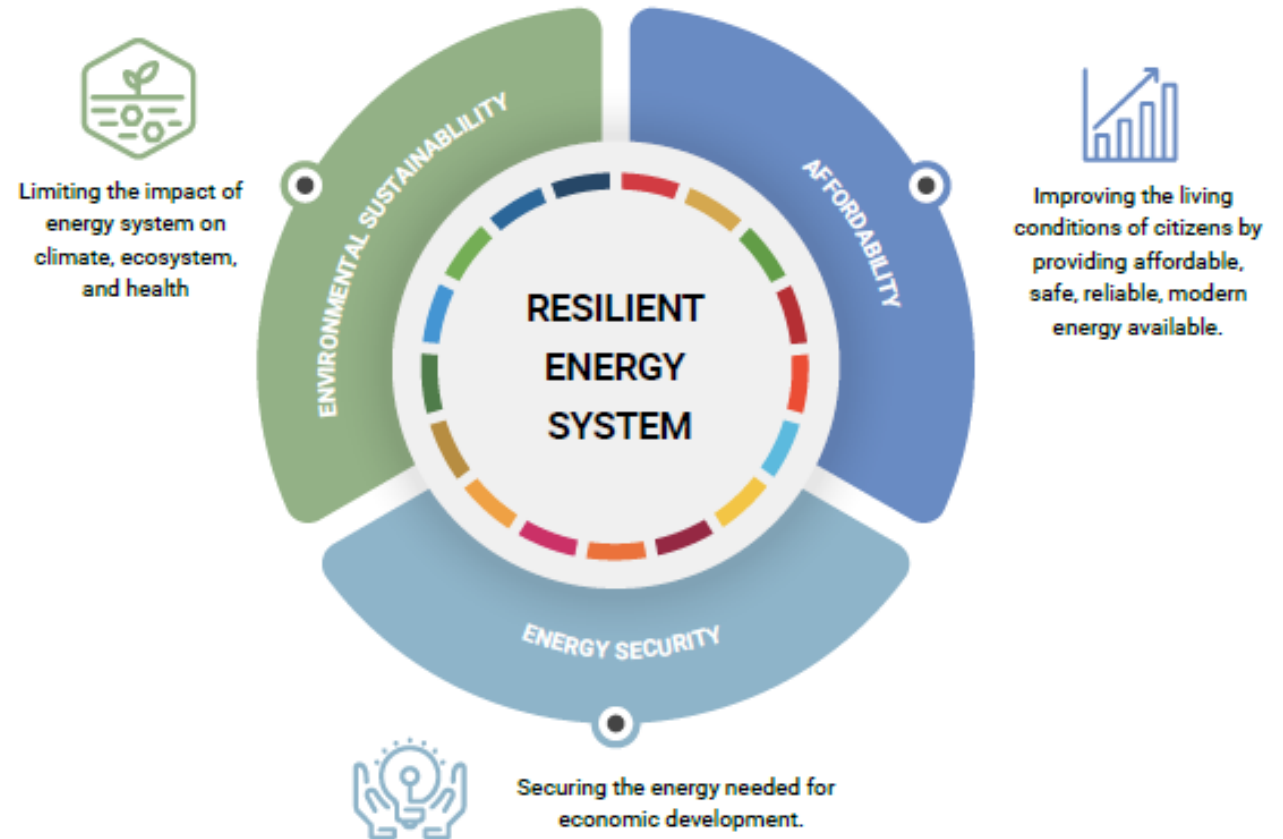 ENVIRONMENTAL SUSTAINABLILITY
AFFORDABILITY
Limiting the impact of
energy system on
climate, ecosystem,
and health
Improving the living
conditions of citizens by
providing affordable,
safe, reliable, modern
energy available.
RESILIENT
ENERGY
SYSTEM
ENERGY SECURITY
Securing the energy needed for
economic development.